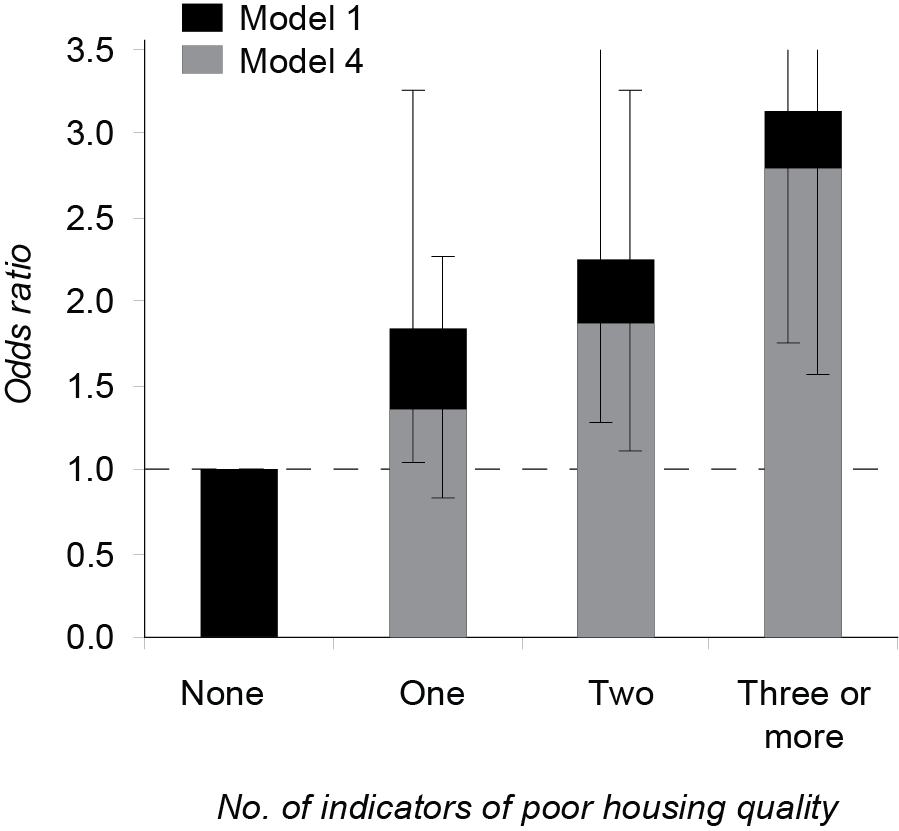 Model 1
Model 4
3.5
3.0
2.5
2.0
1.5
1.0
0.5
0.0
Odds ratio
None
One
Two
Three or
more
No. of indicators of poor housing quality